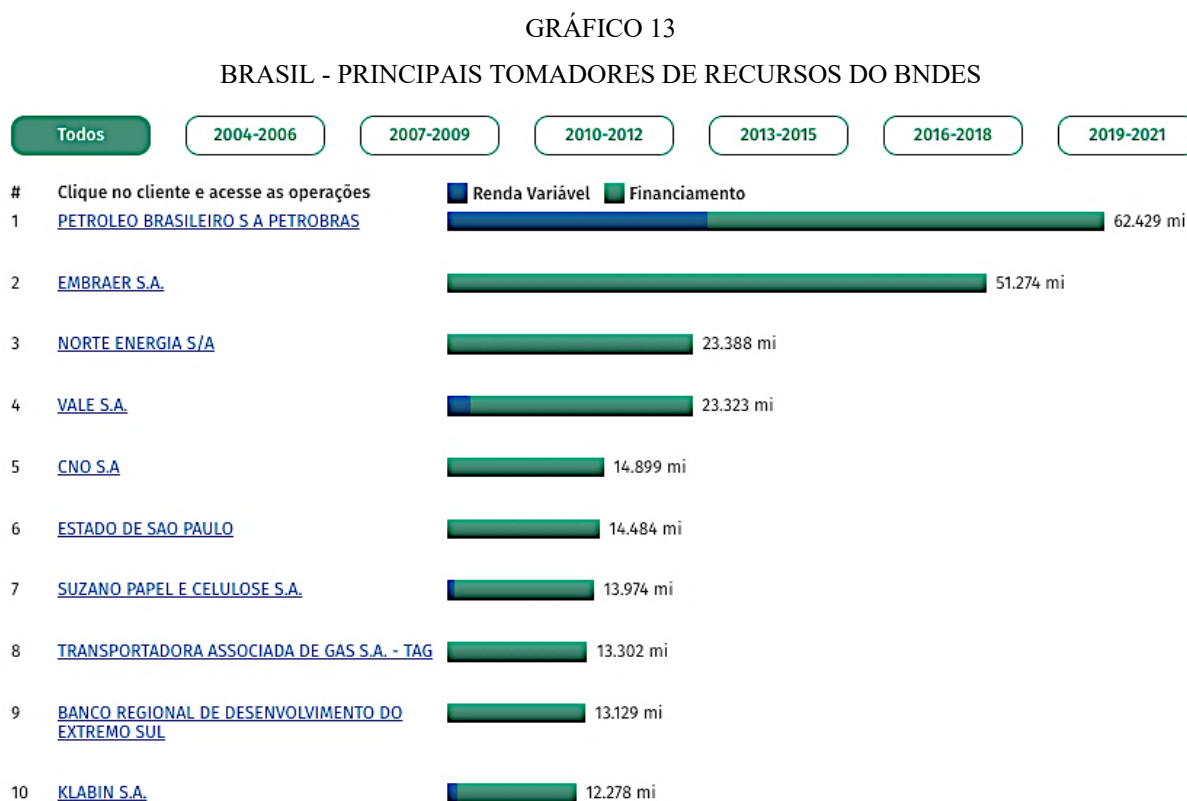 GRÁFICO 13
BRASIL - PRINCIPAIS TOMADORES DE RECURSOS DO BNDES
Todos 2004-2006 2007-2009 2010-2012 2013-2015 2016-2018 2019-2021
# Clique no cliente e acesse as operações Renda Variável Financiamento
1 PETROLEO BRASILEIRO S A PETROBRAS 62.429 mi
2 EMBRAER S.A. 51.274 mi
3 NORTE ENERGIA S/A 23.388 mi
4 VALE S.A. 23.323 mi
5 CNO S.A 14.899 mi
6 ESTADO DE SAO PAULO 14.484 mi
7 SUZANO PAPEL E CELULOSE S.A. 13.974 mi
8 TRANSPORTADORA ASSOCIADA DE GAS S.A. - TAG 13.302 mi
9 BANCO REGIONAL DE DESENVOLVIMENTO DO 13.129 mi
EXTREMO SUL
10 KLABIN S.A. 12.278 mi